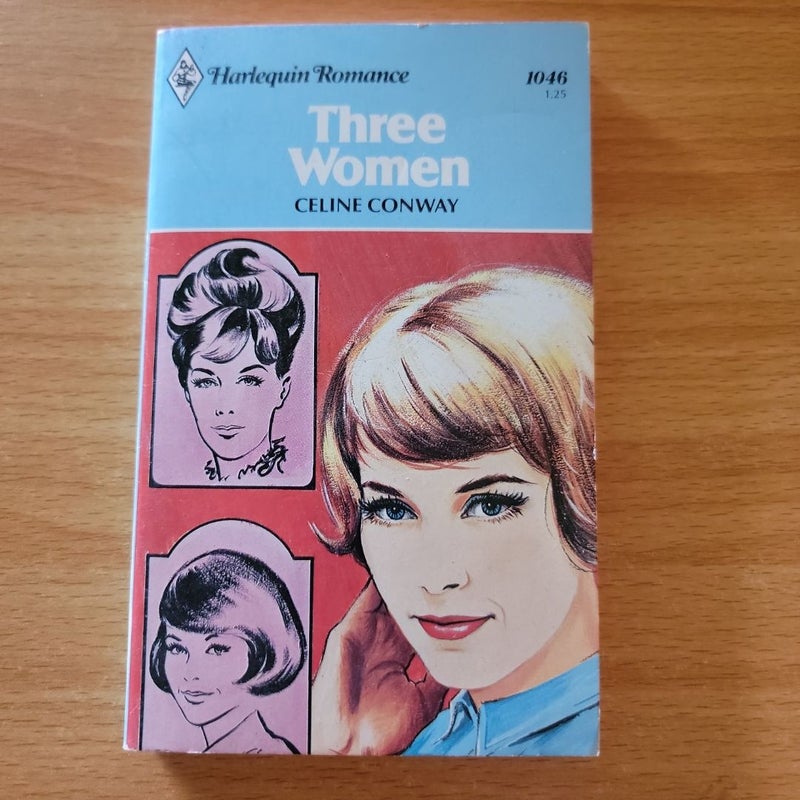 Harlequin Romance
1046
1.25
Three
Women
CELINE CONWAY